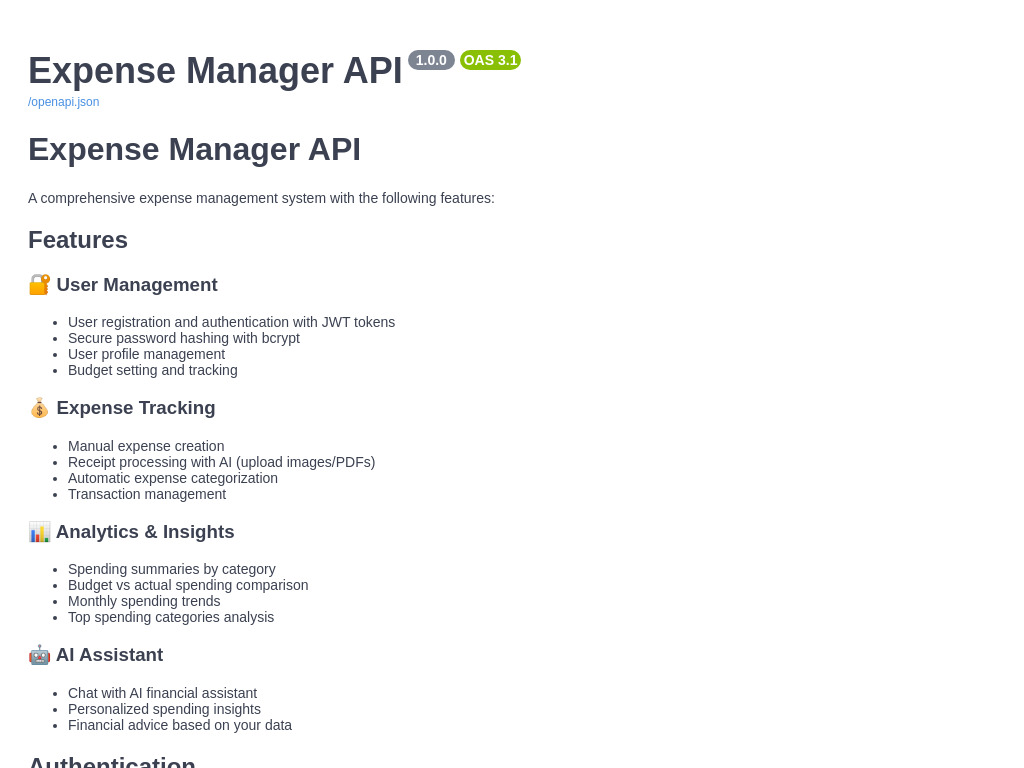 Expense Manager API 1.0.0 OAS 3.1
/openapi.json
Expense Manager API
A comprehensive expense management system with the following features:
Features
🔐 User Management
• User registration and authentication with JWT tokens
• Secure password hashing with bcrypt
• User profile management
• Budget setting and tracking
💰 Expense Tracking
• Manual expense creation
• Receipt processing with AI (upload images/PDFs)
• Automatic expense categorization
• Transaction management
📊 Analytics & Insights
• Spending summaries by category
• Budget vs actual spending comparison
• Monthly spending trends
• Top spending categories analysis
🤖 AI Assistant
• Chat with AI financial assistant
• Personalized spending insights
• Financial advice based on your data
Authentication